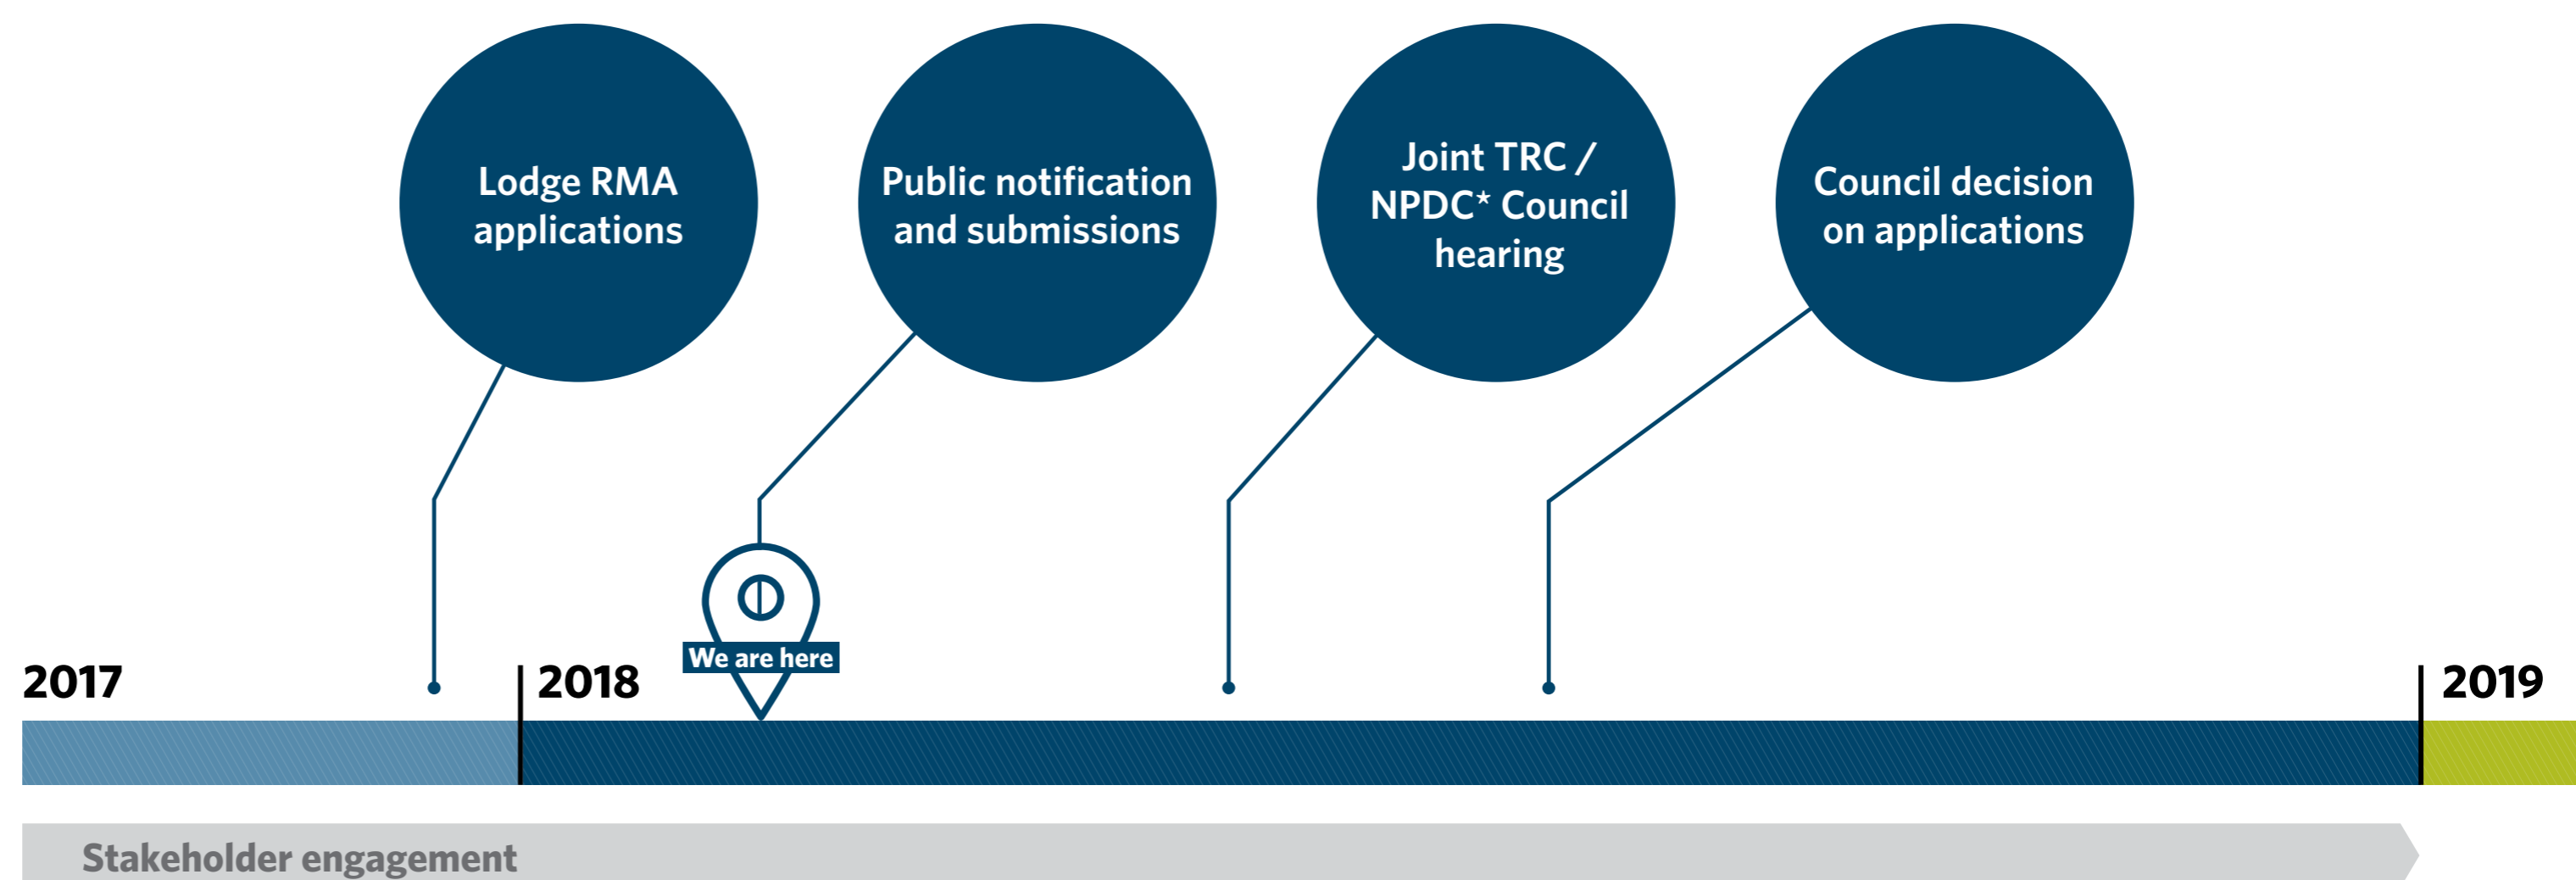 Lodge RMA
applications
Public notification
and submissions
Joint TRC /
NPDC* Council
hearing
Council decision
on applications
We are here
2017
2018
2019
Stakeholder engagement